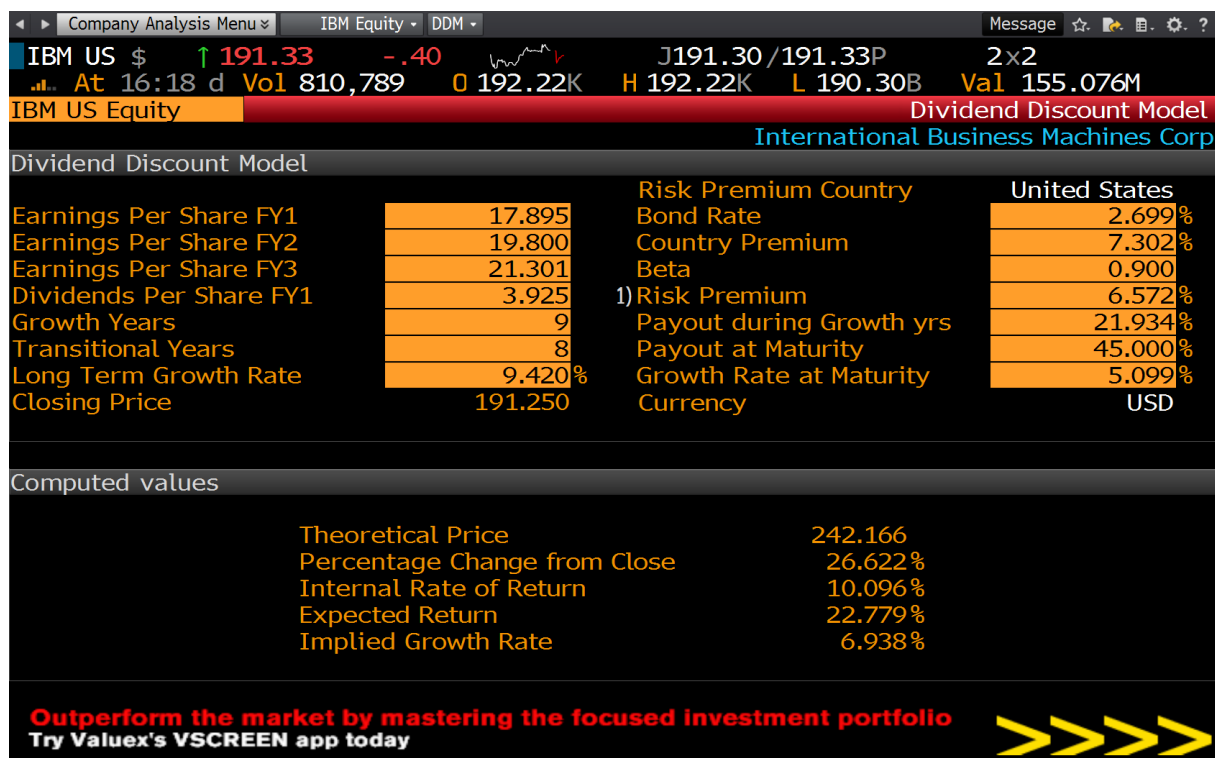 Company Analysis Menu IBM Equity DDM Message ?
IBM US $ ↑ 191.33 -.40 J191.30/191.33P 2x2
At 16:18 d Vol 810,789 O 192.22K H 192.22K L 190.30B Val 155.076M
IBM US Equity Dividend Discount Model
International Business Machines Corp
Dividend Discount Model
Risk Premium Country United States
Earnings Per Share FY1 17.895 Bond Rate 2.699%
Earnings Per Share FY2 19.800 Country Premium 7.302%
Earnings Per Share FY3 21.301 Beta 0.900
Dividends Per Share FY1 3.925 1) Risk Premium 6.572%
Growth Years 9 Payout during Growth yrs 21.934%
Transitional Years 8 Payout at Maturity 45.000%
Long Term Growth Rate 9.420% Growth Rate at Maturity 5.099%
Closing Price 191.250 Currency USD
Computed values
Theoretical Price 242.166
Percentage Change from Close 26.622%
Internal Rate of Return 10.096%
Expected Return 22.779%
Implied Growth Rate 6.938%
Outperform the market by mastering the focused investment portfolio
Try Valuex's VSCREEN app today >>>>>